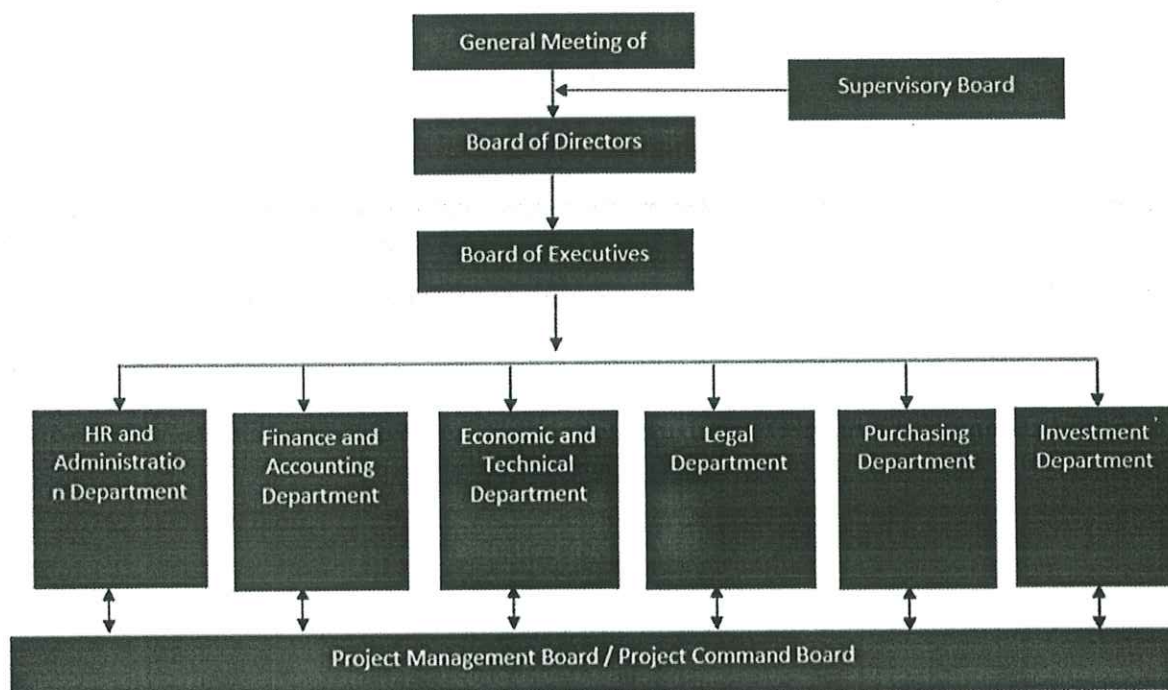 General Meeting of
Supervisory Board
Board of Directors
Board of Executives
HR and
Administratio
n Department
Finance and
Accounting
Department
Economic and
Technical
Department
Legal
Department
Purchasing
Department
Investment
Department
Project Management Board / Project Command Board